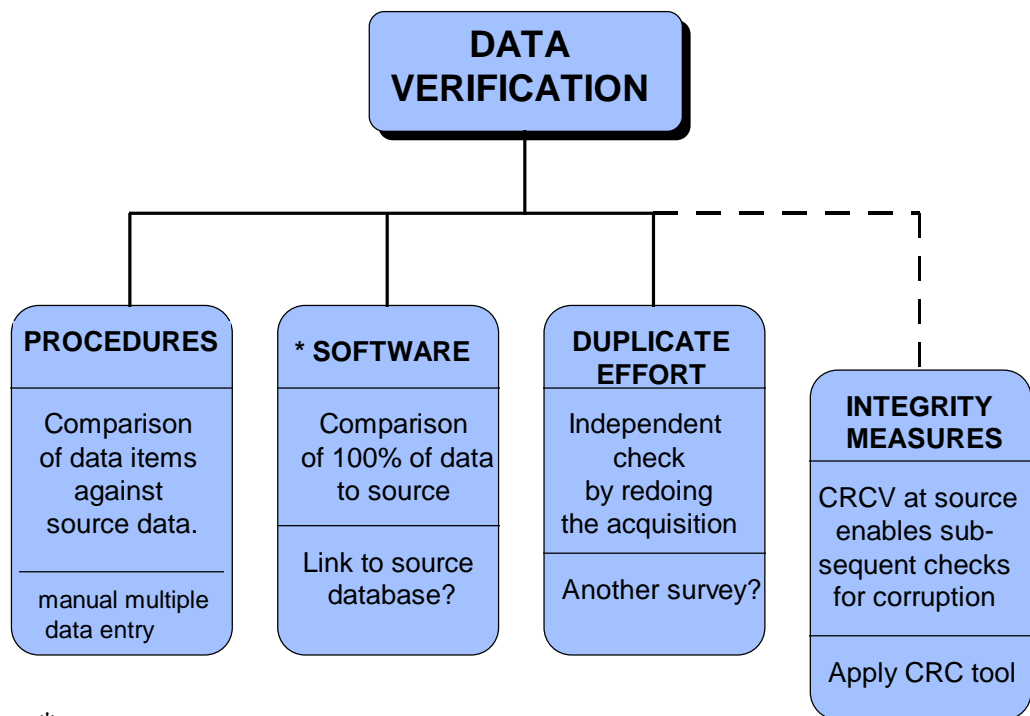 DATA
VERIFICATION
PROCEDURES
Comparison
of data items
against
source data.
manual multiple
data entry
* SOFTWARE
Comparison
of 100% of data
to source
Link to source
database?
DUPLICATE
EFFORT
Independent
check
by redoing
the acquisition
Another survey?
INTEGRITY
MEASURES
CRCV at source
enables sub-
sequent checks
for corruption
Apply CRC tool
*